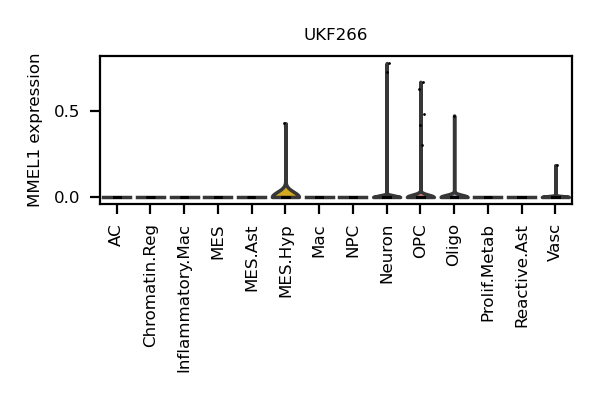 UKF266
MMEL1 expression
0.5
0.0
AC
Chromatin.Reg
Inflammatory.Mac
MES
MES.Ast
MES.Hyp
Mac
NPC
Neuron
OPC
Oligo
Prolif.Metab
Reactive.Ast
Vasc